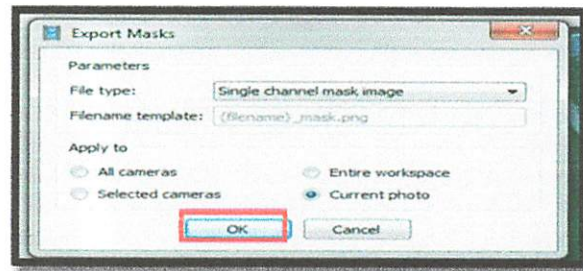 Export Masks
Parameters
File type: Single channel mask image
Filename template: {filename}_mask.png
Apply to
All cameras Entire workspace
Selected cameras Current photo
OK Cancel